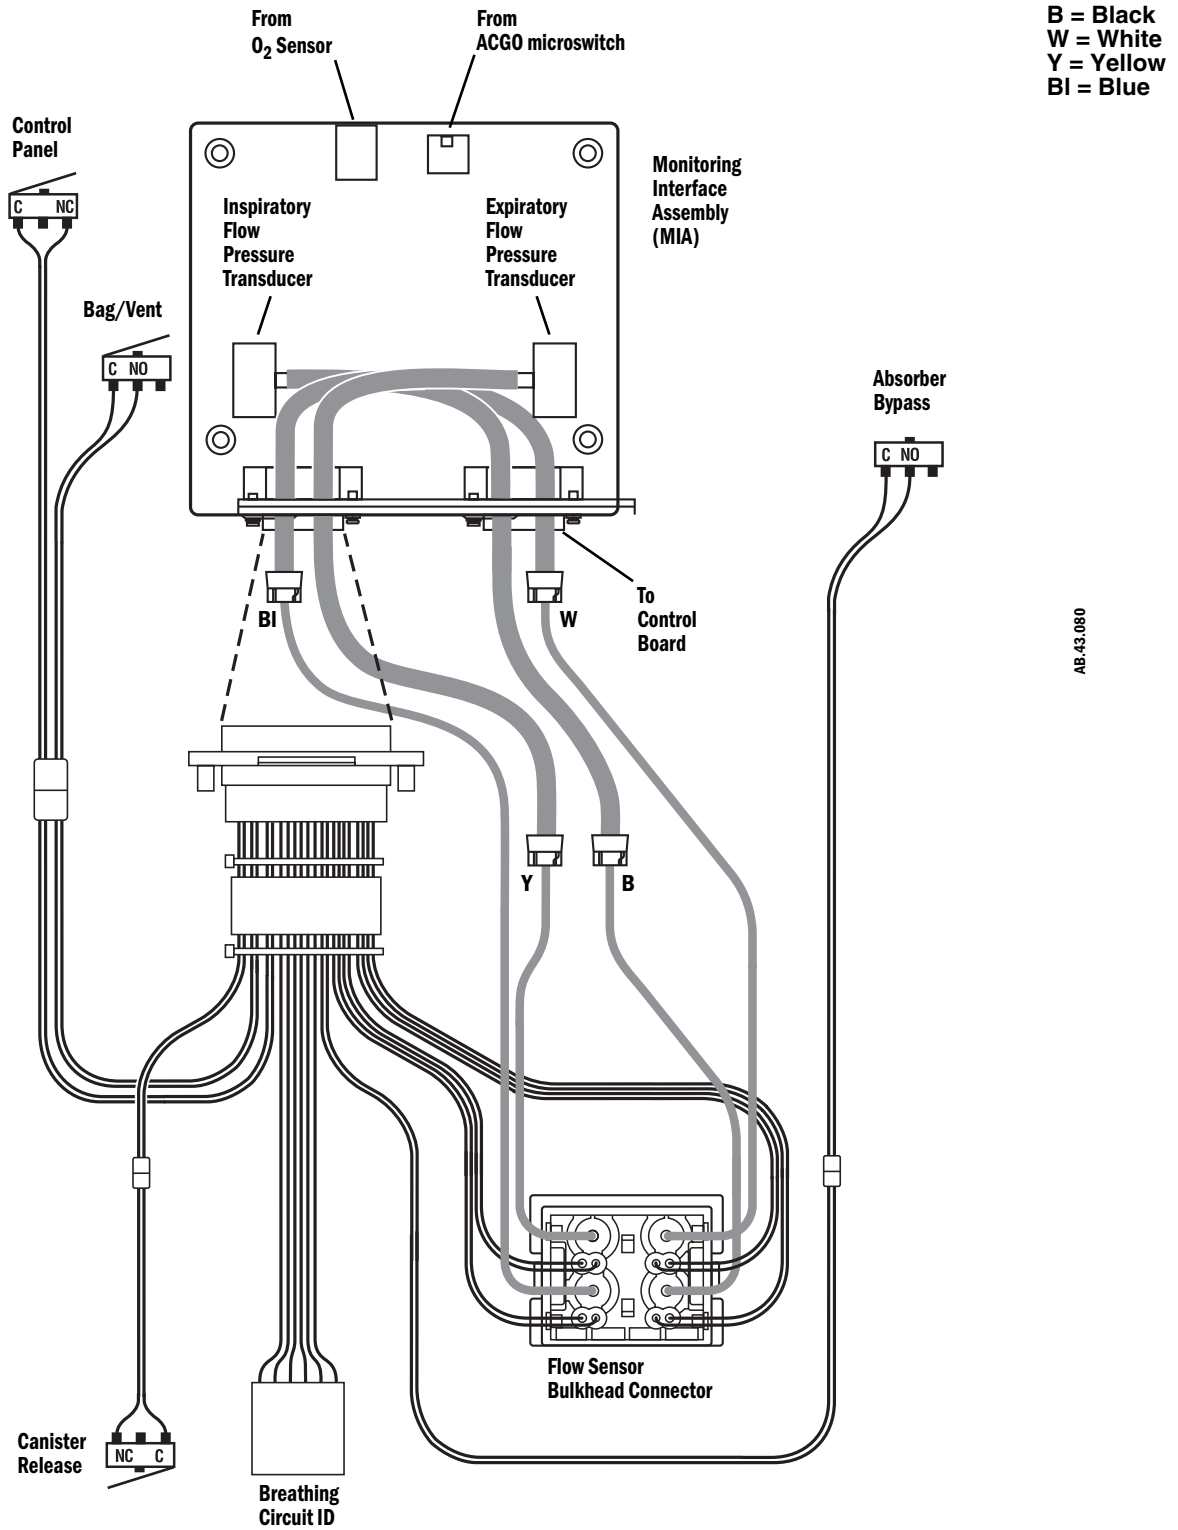 From
O2 Sensor
From
ACGO microswitch
B = Black
W = White
Y = Yellow
Bl = Blue
Control
Panel
C NC
Monitoring
Interface
Assembly
(MIA)
Inspiratory
Flow
Pressure
Transducer
Expiratory
Flow
Pressure
Transducer
Bag/Vent
C NO
Absorber
Bypass
C NO
Bl
W
To
Control
Board
AB.43.080
Y
B
Flow Sensor
Bulkhead Connector
Canister
Release
NC C
Breathing
Circuit ID